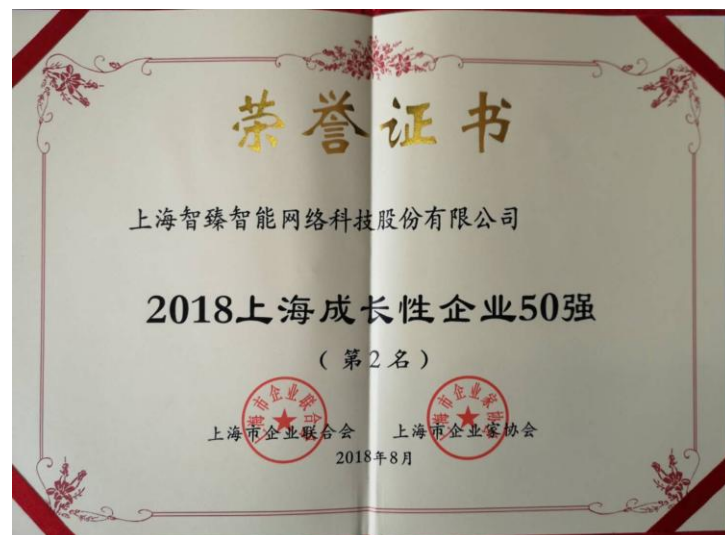 荣誉证书
上海智臻智能网络科技股份有限公司
2018上海成长性企业50强
(第2名)
上海市企业联合会 上海市企业家协会
2018年8月